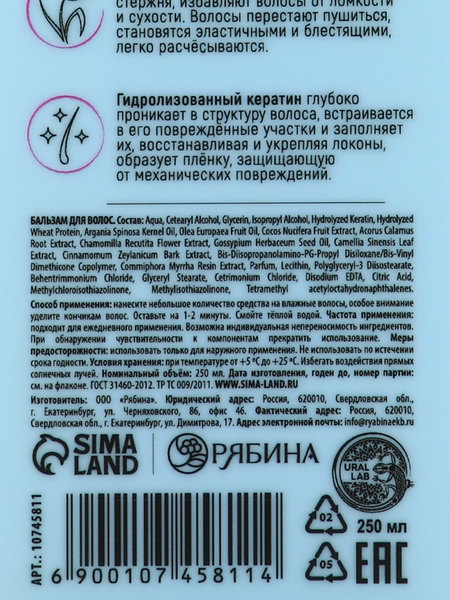 стержня, избавляют волосы от ломкости
и сухости. Волосы перестают пушиться,
становятся эластичными и блестящими,
легко расчёсываются.
Гидролизованный кератин глубоко
проникает в структуру волоса, встраивается
в его повреждённые участки и заполняет
их, восстанавливая и укрепляя локоны,
образует плёнку, защищающую
от механических повреждений.
БАЛЬЗАМ ДЛЯ ВОЛОС. Состав: Aqua, Cetearyl Alcohol, Glycerin, Isopropyl Alcohol, Hydrolyzed Keratin, Hydrolyzed
Wheat Protein, Argania Spinosa Kernel Oil, Olea Europaea Fruit Oil, Cocos Nucifera Fruit Extract, Acorus Calamus
Root Extract, Chamomilla Recutita Flower Extract, Gossypium Herbaceum Seed Oil, Camellia Sinensis Leaf
Extract, Cinnamomum Zeylanicum Bark Extract, Bis-Diisopropanolamino-PG-Propyl Disiloxane/Bis-Vinyl
Dimethicone Copolymer, Commiphora Myrrha Resin Extract, Parfum, Lecithin, Polyglyceryl-3 Diisostearate,
Behentrimonium Chloride, Glyceryl Stearate, Cetrimonium Chloride, Disodium EDTA, Citric Acid,
Methylchloroisothiazolinone, Methylisothiazolinone, Tetramethyl acetyloctahydronaphthalenes.
Способ применения: нанесите небольшое количество средства на влажные волосы, особое внимание
уделите кончикам волос. Оставьте на 1-2 минуты. Смойте тёплой водой. Частота применения:
подходит для ежедневного применения. Возможна индивидуальная непереносимость ингредиентов.
При обнаружении чувствительности к компонентам прекратить использование. Меры
предосторожности: использовать только для наружного применения. Не использовать по истечении
срока годности. Условия хранения: при температуре от +5 °С до +25 °С. Избегать воздействия прямых
солнечных лучей. Номинальный объём: 250 мл. Дата изготовления, годен до, номер партии:
см. на флаконе. ГОСТ 31460-2012. ТР ТС 009/2011. WWW.SIMA-LAND.RU
Изготовитель: ООО «Рябина». Юридический адрес: Россия, 620010, Свердловская обл.,
г. Екатеринбург, ул. Черняховского, д. 86, офис 46. Фактический адрес: Россия, 620010,
Свердловская обл., г. Екатеринбург, ул. Димитрова, 17. Адрес электронной почты: info@ryabinaekb.ru
SIMA
LAND
РЯБИНА
URAL
LAB
АРТ.: 10745811
6 900107 458114
02
05
250 мл
EAC